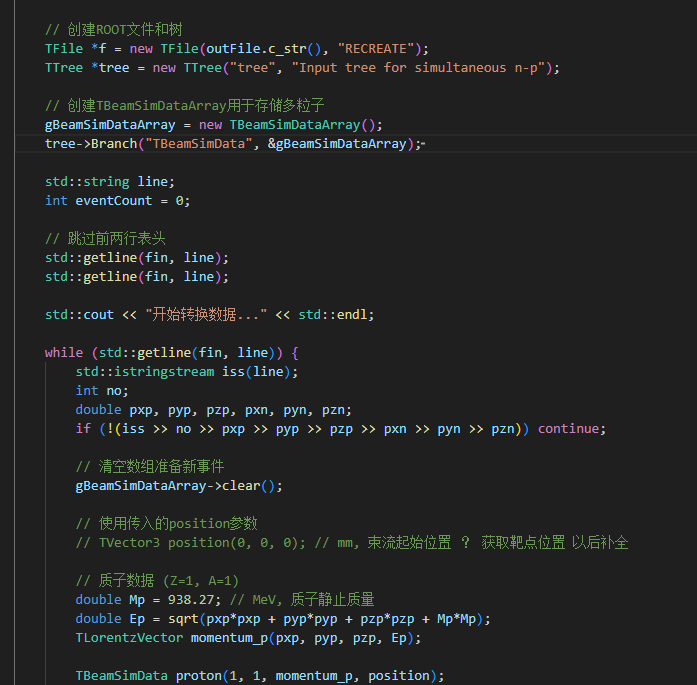 // 创建ROOT文件和树
TFile *f = new TFile(outFile.c_str(), "RECREATE");
TTree *tree = new TTree("tree", "Input tree for simultaneous n-p");
// 创建TBeamSimDataArray用于存储多粒子
gBeamSimDataArray = new TBeamSimDataArray();
tree->Branch("TBeamSimData", &gBeamSimDataArray);
std::string line;
int eventCount = 0;
// 跳过前两行表头
std::getline(fin, line);
std::getline(fin, line);
std::cout << "开始转换数据..." << std::endl;
while (std::getline(fin, line)) {
std::istringstream iss(line);
int no;
double pxp, pyp, pzp, pxn, pyn, pzn;
if (!(iss >> no >> pxp >> pyp >> pzp >> pxn >> pyn >> pzn)) continue;
// 清空数组准备新事件
gBeamSimDataArray->clear();
// 使用传入的position参数
// TVector3 position(0, 0, 0); // mm, 束流起始位置 ? 获取靶点位置 以后补全
// 质子数据 (Z=1, A=1)
double Mp = 938.27; // MeV, 质子静止质量
double Ep = sqrt(pxp*pxp + pyp*pyp + pzp*pzp + Mp*Mp);
TLorentzVector momentum_p(pxp, pyp, pzp, Ep);
TBeamSimData proton(1, 1, momentum_p, position);